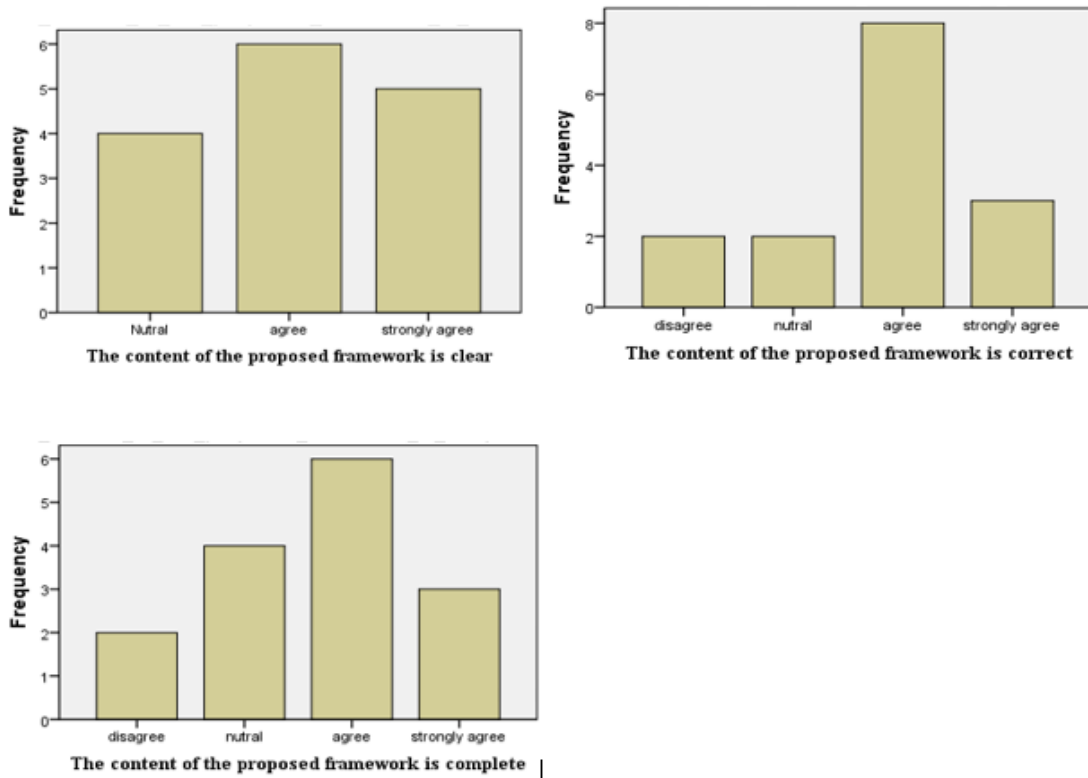 Frequency
6
5
4
3
2
1
0
Nutral agree strongly agree
The content of the proposed framework is clear
Frequency
8
6
4
2
0
disagree nutral agree strongly agree
The content of the proposed framework is correct
Frequency
6
5
4
3
2
1
0
disagree nutral agree strongly agree
The content of the proposed framework is complete